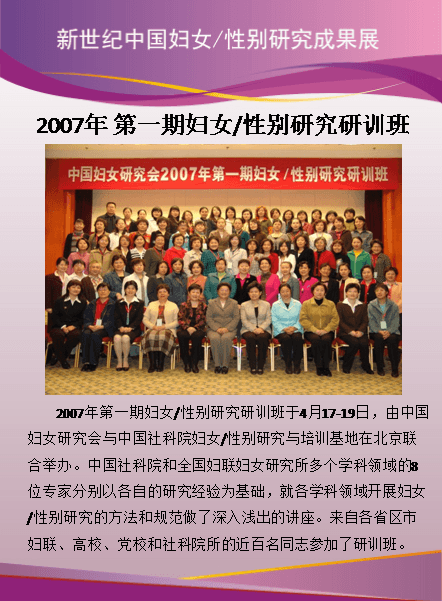 新世纪中国妇女/性别研究成果展
2007年 第一期妇女/性别研究研训班
中国妇女研究会2007年第一期妇女/性别研究研训班
2007年第一期妇女/性别研究研训班于4月17-19日，由中国
妇女研究会与中国社科院妇女/性别研究与培训基地在北京联
合举办。中国社科院和全国妇联妇女研究所多个学科领域的8
位专家分别以各自的研究经验为基础，就各学科领域开展妇女
/性别研究的方法和规范做了深入浅出的讲座。来自各省区市
妇联、高校、党校和社科院所的近百名同志参加了研训班。